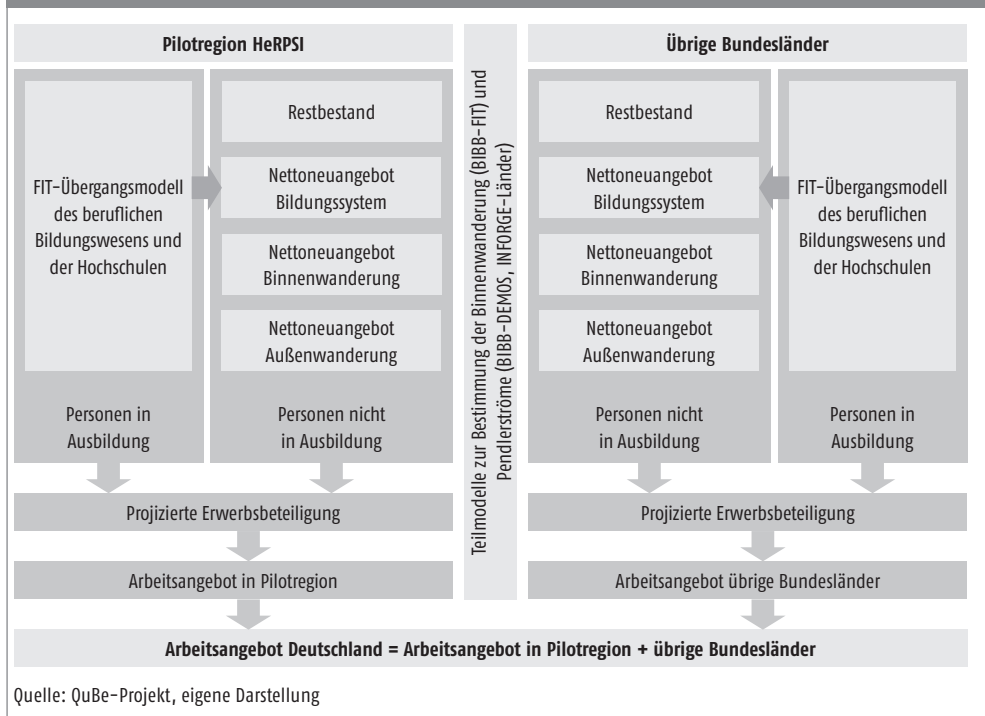 Pilotregion HeRPSI
FIT-Übergangsmodell
des beruflichen
Bildungswesens und
der Hochschulen
Personen in
Ausbildung
Restbestand
Nettoneuangebot
Bildungssystem
Nettoneuangebot
Binnenwanderung
Nettoneuangebot
Außenwanderung
Personen nicht
in Ausbildung
Projizierte Erwerbsbeteiligung
Arbeitsangebot in Pilotregion
Teilmodelle zur Bestimmung der Binnenwanderung (BIBB-FIT) und
Pendlerströme (BIBB-DEMOS, INFORGE-Länder)
Übrige Bundesländer
Restbestand
Nettoneuangebot
Bildungssystem
Nettoneuangebot
Binnenwanderung
Nettoneuangebot
Außenwanderung
Personen nicht
in Ausbildung
FIT-Übergangsmodell
des beruflichen
Bildungswesens und
der Hochschulen
Personen in
Ausbildung
Projizierte Erwerbsbeteiligung
Arbeitsangebot übrige Bundesländer
Arbeitsangebot Deutschland = Arbeitsangebot in Pilotregion + übrige Bundesländer
Quelle: QuBe-Projekt, eigene Darstellung